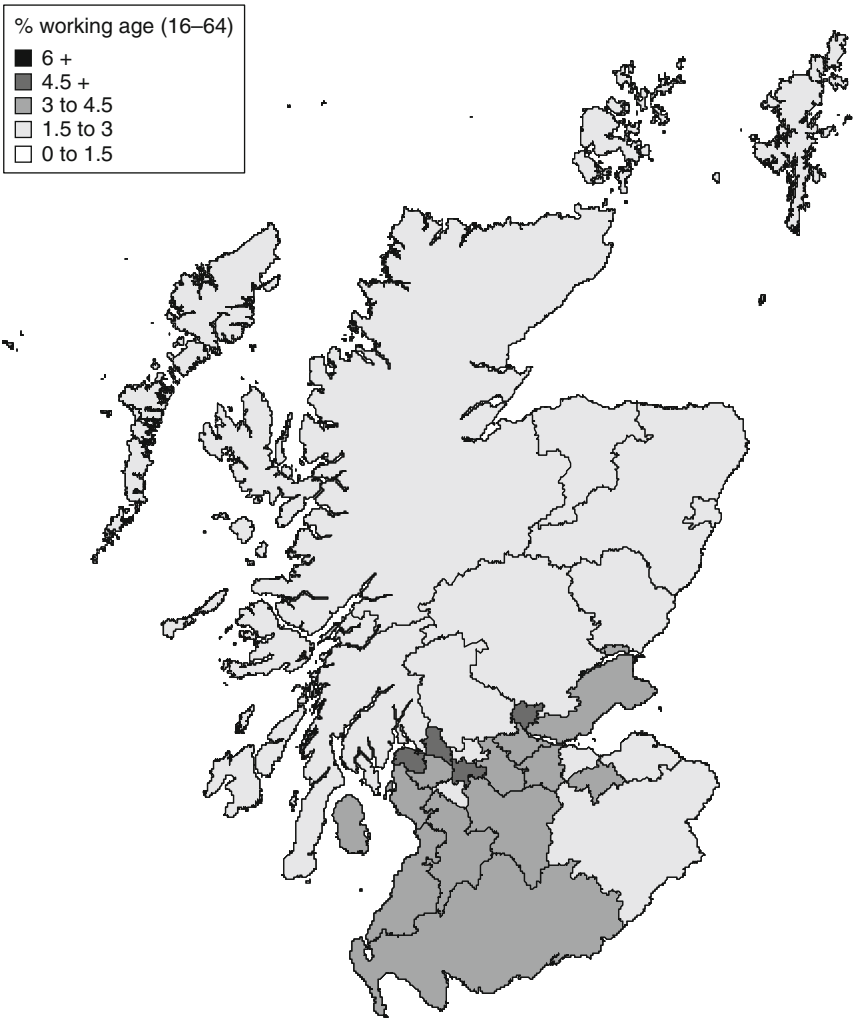 % working age (16–64)
6 +
4.5 +
3 to 4.5
1.5 to 3
0 to 1.5